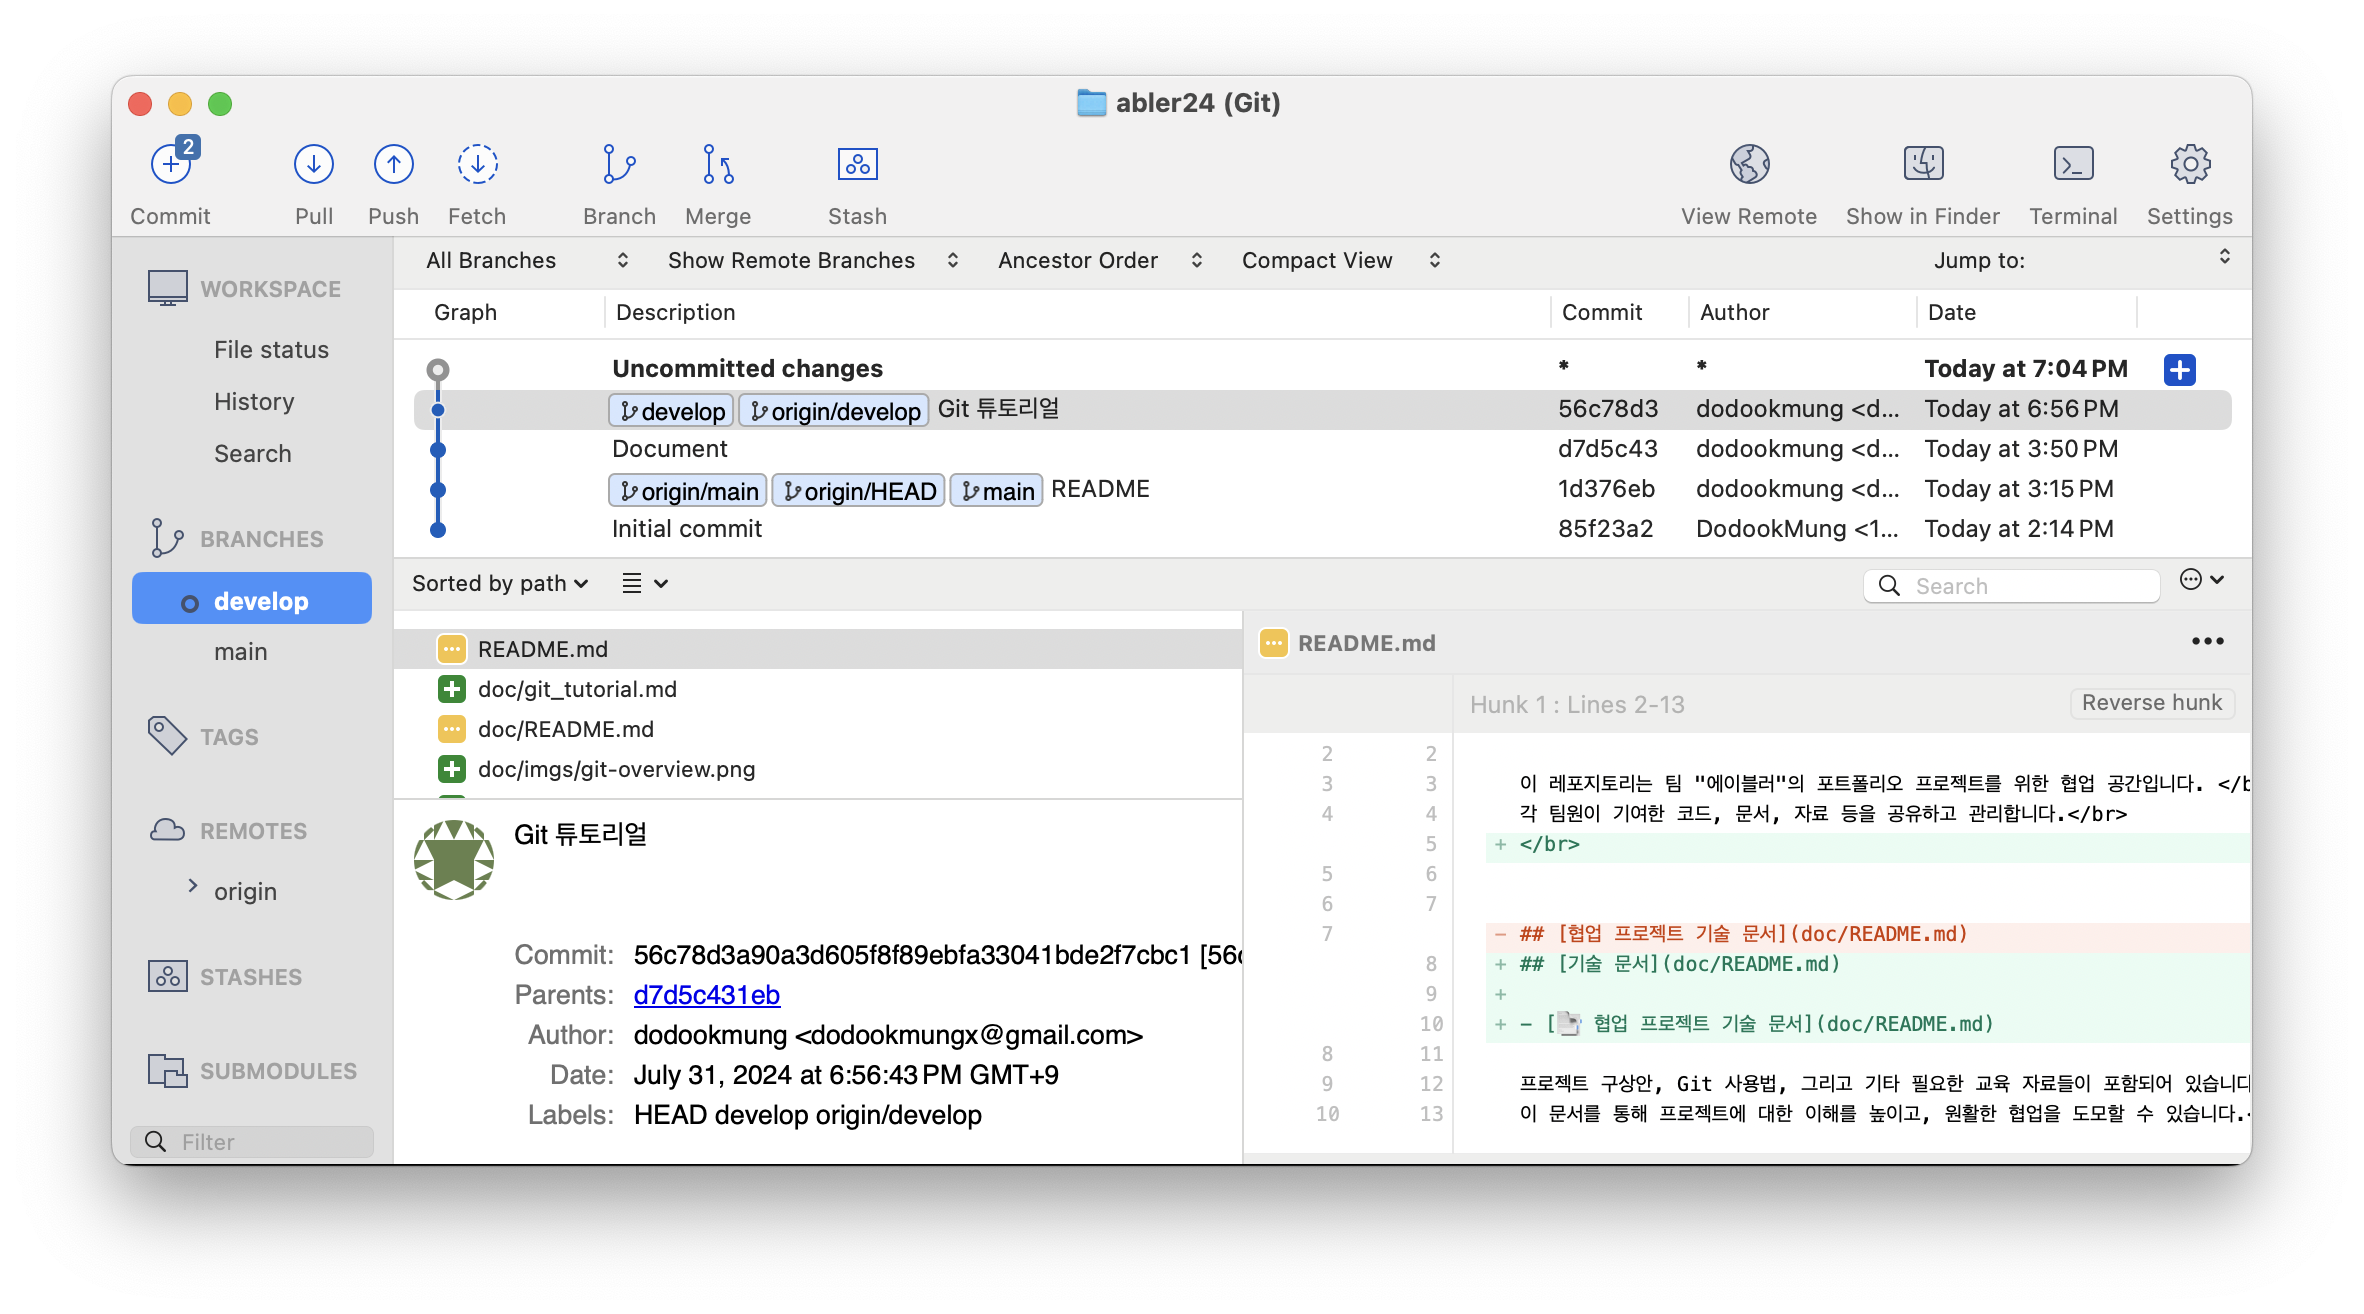 abler24 (Git)
2
Commit Pull Push Fetch Branch Merge Stash View Remote Show in Finder Terminal Settings
WORKSPACE
File status
History
Search
BRANCHES
develop
main
TAGS
REMOTES
origin
STASHES
SUBMODULES
Filter
All Branches Show Remote Branches Ancestor Order Compact View Jump to:
Graph Description Commit Author Date
Uncommitted changes * * Today at 7:04 PM
develop origin/develop Git 튜토리얼 56c78d3 dodookmung <d... Today at 6:56 PM
Document d7d5c43 dodookmung <d... Today at 3:50 PM
origin/main origin/HEAD main README 1d376eb dodookmung <d... Today at 3:15 PM
Initial commit 85f23a2 DodookMung <1... Today at 2:14 PM
Sorted by path Search
README.md
doc/git_tutorial.md
doc/README.md
doc/imgs/git-overview.png
Git 튜토리얼
Commit: 56c78d3a90a3d605f8f89ebfa33041bde2f7cbc1 [56c
Parents: d7d5c431eb
Author: dodookmung <dodookmungx@gmail.com>
Date: July 31, 2024 at 6:56:43 PM GMT+9
Labels: HEAD develop origin/develop
README.md
Hunk 1 : Lines 2-13 Reverse hunk
2 2
3 3 이 레포지토리는 팀 "에이블러"의 포트폴리오 프로젝트를 위한 협업 공간입니다. </b
4 4 각 팀원이 기여한 코드, 문서, 자료 등을 공유하고 관리합니다.</br>
5 + </br>
5 6
6 7
7 - ## [협업 프로젝트 기술 문서](doc/README.md)
8 + ## [기술 문서](doc/README.md)
9 +
10 + - [📑 협업 프로젝트 기술 문서](doc/README.md)
8 11
9 12 프로젝트 구상안, Git 사용법, 그리고 기타 필요한 교육 자료들이 포함되어 있습니다
10 13 이 문서를 통해 프로젝트에 대한 이해를 높이고, 원활한 협업을 도모할 수 있습니다.<